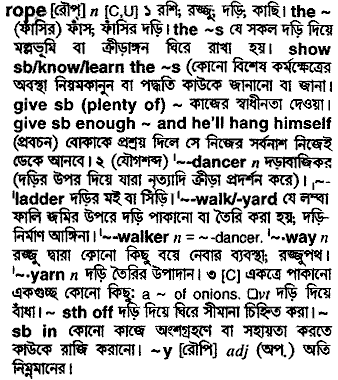 rope [রৌপ্] n [C,U] ১ রশি; রজ্জু; দড়ি, কাছি। the ~
(ফাঁসির) ফাঁস; ফাঁসির দড়ি। the ~s যে সকল দড়ি দিয়ে
মল্লভূমি বা ক্রীড়াঙ্গন ঘিরে রাখা হয়। show
sb/know/learn the ~s (কোনো বিশেষ কর্মক্ষেত্রের
অবস্থা নিয়মকানুন বা পদ্ধতি কাউকে জানানো বা জানা।
give sb (plenty of) ~ কাজের স্বাধীনতা দেওয়া।
give sb enough ~ and he'll hang himself
(প্রবচন) বোকাকে প্রশ্রয় দিলে সে নিজের সর্বনাশ নিজেই
ডেকে আনবে। ২ (যৌগশব্দ) '~-dancer n দড়াবাজিকর
(দড়ির উপর দিয়ে যারা নৃত্যাদি ক্রীড়া প্রদর্শন করে)। ,~-
'ladder দড়ির মই বা সিঁড়ি। '~-walk/-yard যে লম্বা
ফালি জমির উপরে দড়ি পাকানো বা তৈরি করা হয়; দড়ি-
নির্মাণ আঙ্গিনা। '~-walker n = ~-dancer. '~-way n
রজ্জু দ্বারা কোনো কিছু বয়ে নেবার ব্যবস্থা; রজ্জুপথ।
'~-yarn n দড়ি তৈরির উপাদান। ৩ [C] একত্রে পাকানো
একগুচ্ছ কোনো কিছু: a ~ of onions. □vt দড়ি দিয়ে
বাঁধা। ~ sth off দড়ি দিয়ে ঘিরে সীমানা চিহ্নিত করা। ~
sb in কোনো কাজে অংশগ্রহণে বা সহায়তা করতে
কাউকে রাজি করানো। ~y [রৌপি] adj (অপ.) অতি
নিম্নমানের।